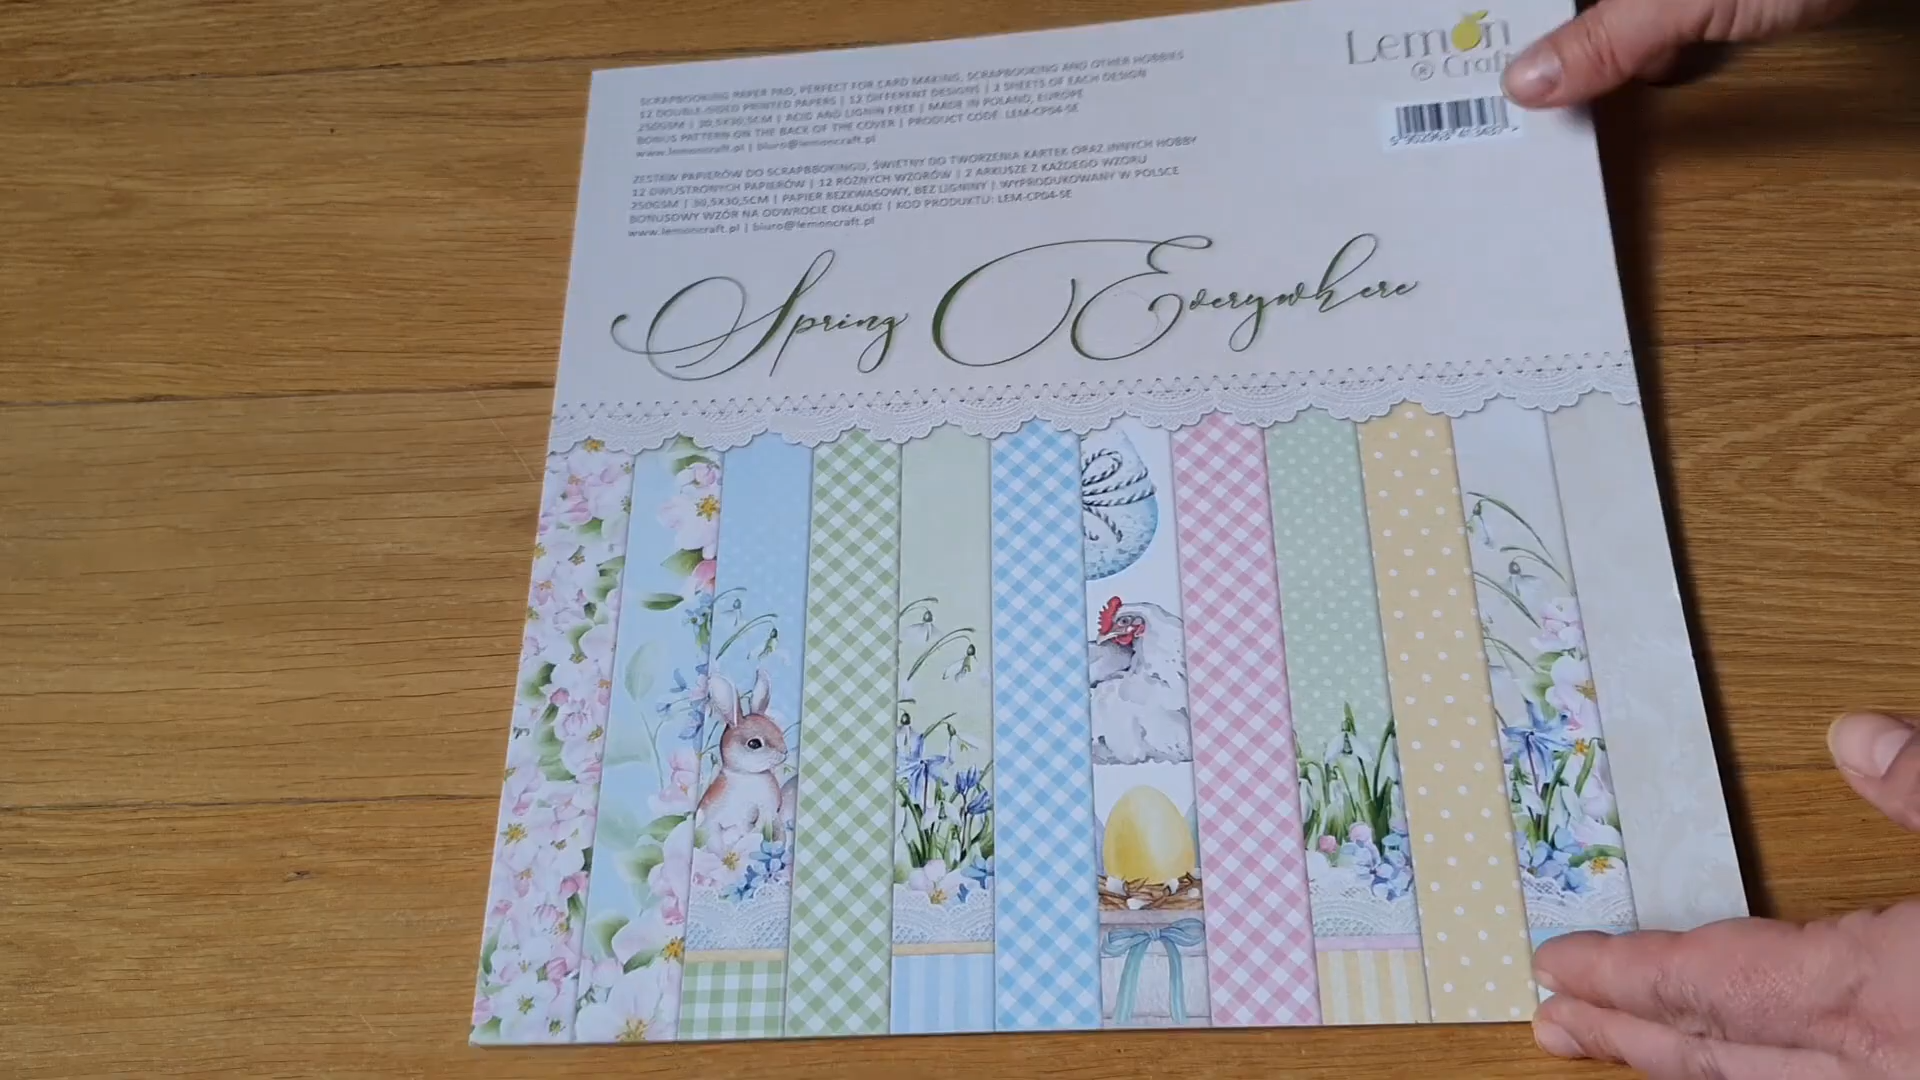 Lemon
® Craft
SCRAPBOOKING PAPER PAD, PERFECT FOR CARD MAKING, SCRAPBOOKING AND OTHER HOBBIES
12 DOUBLE-SIDED PRINTED PAPERS | 12 DIFFERENT DESIGNS | 2 SHEETS OF EACH DESIGN
250GSM | 30,5X30,5CM | ACID AND LIGNIN FREE | MADE IN POLAND, EUROPE
BONUS PATTERN ON THE BACK OF THE COVER | PRODUCT CODE: LEM-CP04-SE
www.lemoncraft.pl | biuro@lemoncraft.pl
ZESTAW PAPIERÓW DO SCRAPBBOKINGU, ŚWIETNY DO TWORZENIA KARTEK ORAZ INNYCH HOBBY
12 DWUSTRONYCH PAPIERÓW | 12 RÓŻNYCH WZORÓW | 2 ARKUSZE Z KAŻDEGO WZORU
250GSM | 30,5X30,5CM | PAPIER BEZKWASOWY, BEZ LIGNINY | WYPRODUKOWANY W POLSCE
BONUSOWY WZÓR NA ODWROCIE OKŁADKI | KOD PRODUKTU: LEM-CP04-SE
www.lemoncraft.pl | biuro@lemoncraft.pl
Spring Everywhere